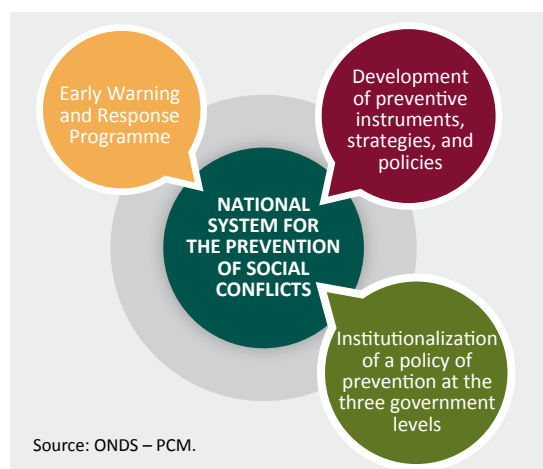 Early Warning
and Response
Programme
Development
of preventive
instruments,
strategies, and
policies
NATIONAL
SYSTEM FOR
THE PREVENTION
OF SOCIAL
CONFLICTS
Institutionalization
of a policy of
prevention at the
three government
levels
Source: ONDS – PCM.